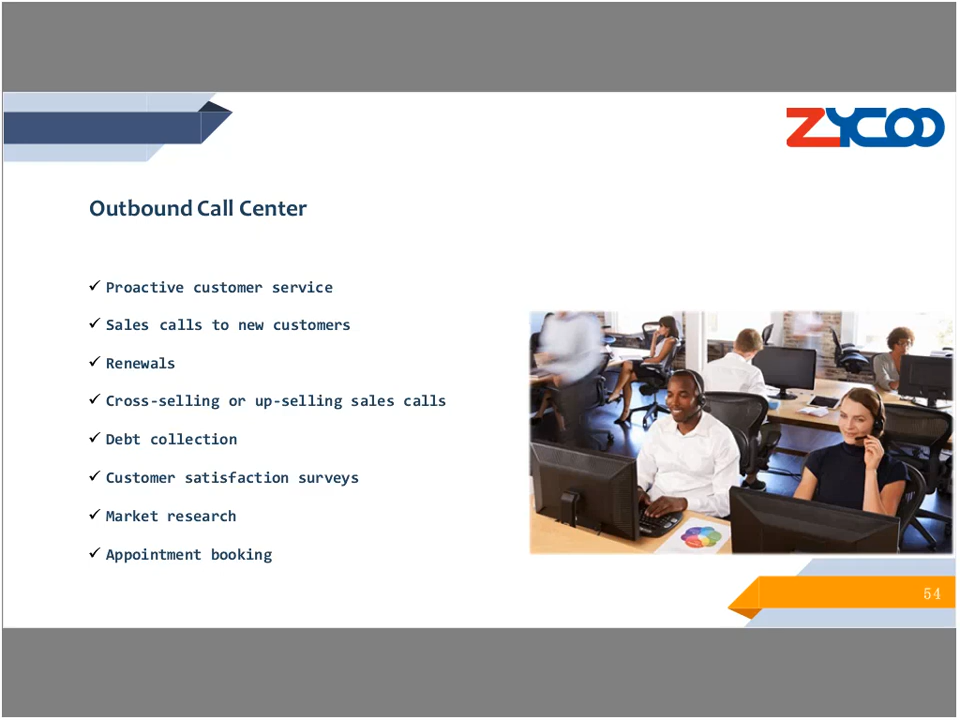 ZYCOO
Outbound Call Center
✓ Proactive customer service
✓ Sales calls to new customers
✓ Renewals
✓ Cross-selling or up-selling sales calls
✓ Debt collection
✓ Customer satisfaction surveys
✓ Market research
✓ Appointment booking
54